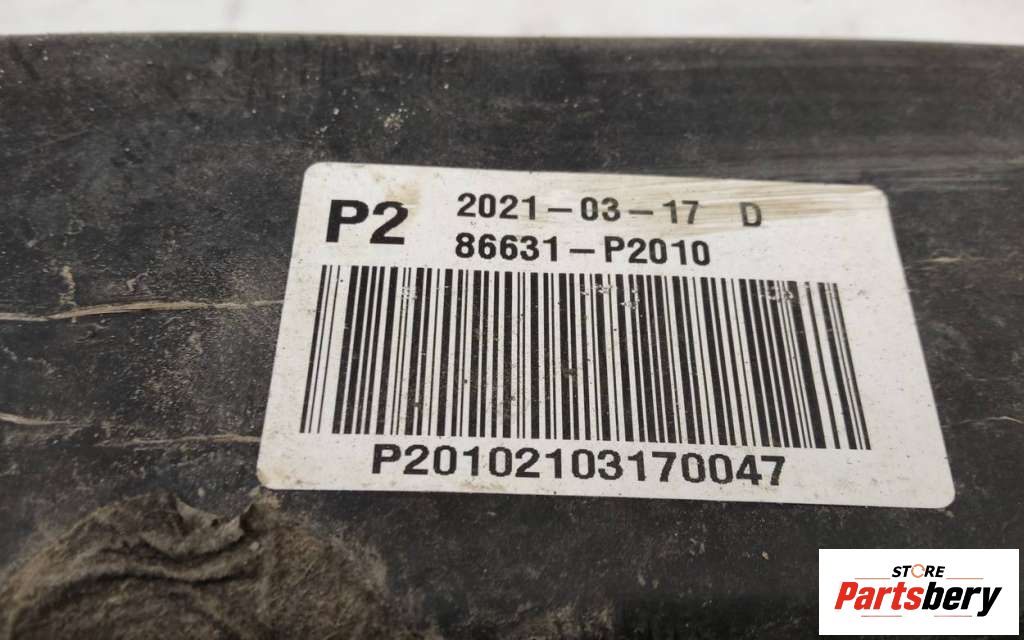 P2
2021-03-17 D
86631-P2010
P20102103170047
STORE
Partsbery